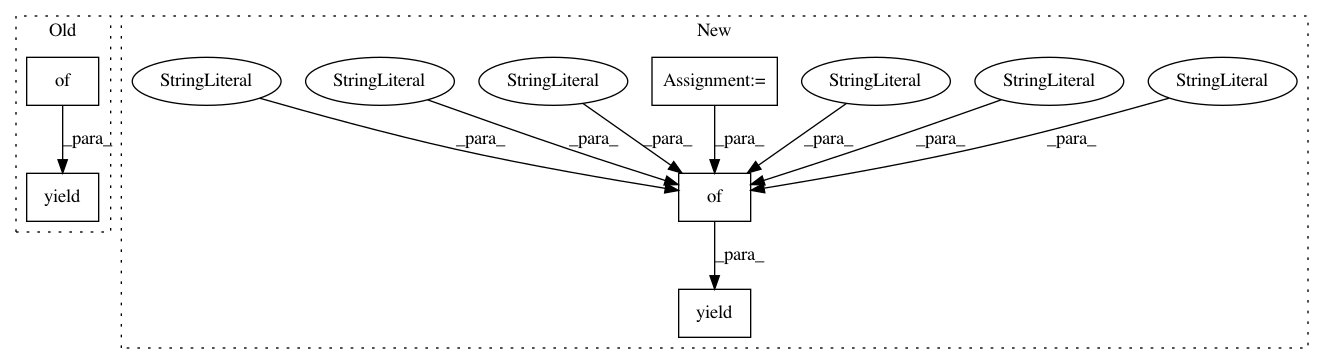 Old
New
of
StringLiteral
StringLiteral
StringLiteral
Assignment:=
StringLiteral
StringLiteral
StringLiteral
_para_
_para_
_para_
_para_
_para_
_para_
_para_
_para_
yield
of
_para_
yield